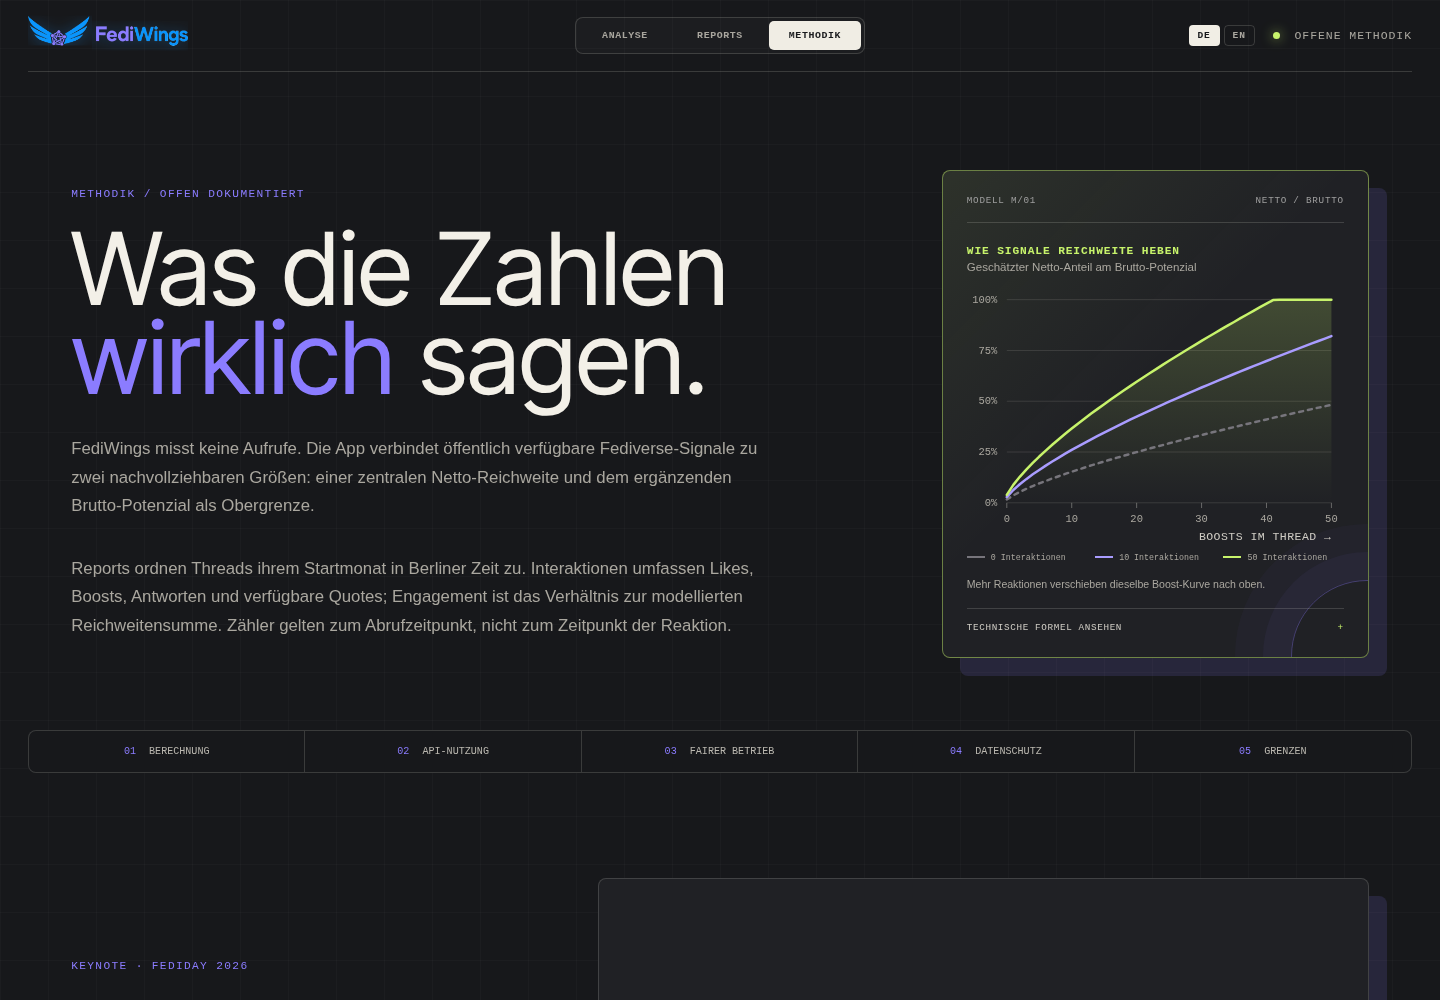 FediWings
ANALYSE
REPORTS
METHODIK
DE
EN
OFFENE METHODIK
METHODIK / OFFEN DOKUMENTIERT
Was die Zahlen
wirklich sagen.
FediWings misst keine Aufrufe. Die App verbindet öffentlich verfügbare Fediverse-Signale zu
zwei nachvollziehbaren Größen: einer zentralen Netto-Reichweite und dem ergänzenden
Brutto-Potenzial als Obergrenze.
Reports ordnen Threads ihrem Startmonat in Berliner Zeit zu. Interaktionen umfassen Likes,
Boosts, Antworten und verfügbare Quotes; Engagement ist das Verhältnis zur modellierten
Reichweitensumme. Zähler gelten zum Abrufzeitpunkt, nicht zum Zeitpunkt der Reaktion.
MODELL M/01
NETTO / BRUTTO
WIE SIGNALE REICHWEITE HEBEN
Geschätzter Netto-Anteil am Brutto-Potenzial
100%
75%
50%
25%
0%
0 10 20 30 40 50
BOOSTS IM THREAD →
0 Interaktionen 10 Interaktionen 50 Interaktionen
Mehr Reaktionen verschieben dieselbe Boost-Kurve nach oben.
TECHNISCHE FORMEL ANSEHEN +
01 BERECHNUNG
02 API-NUTZUNG
03 FAIRER BETRIEB
04 DATENSCHUTZ
05 GRENZEN
KEYNOTE · FEDIDAY 2026